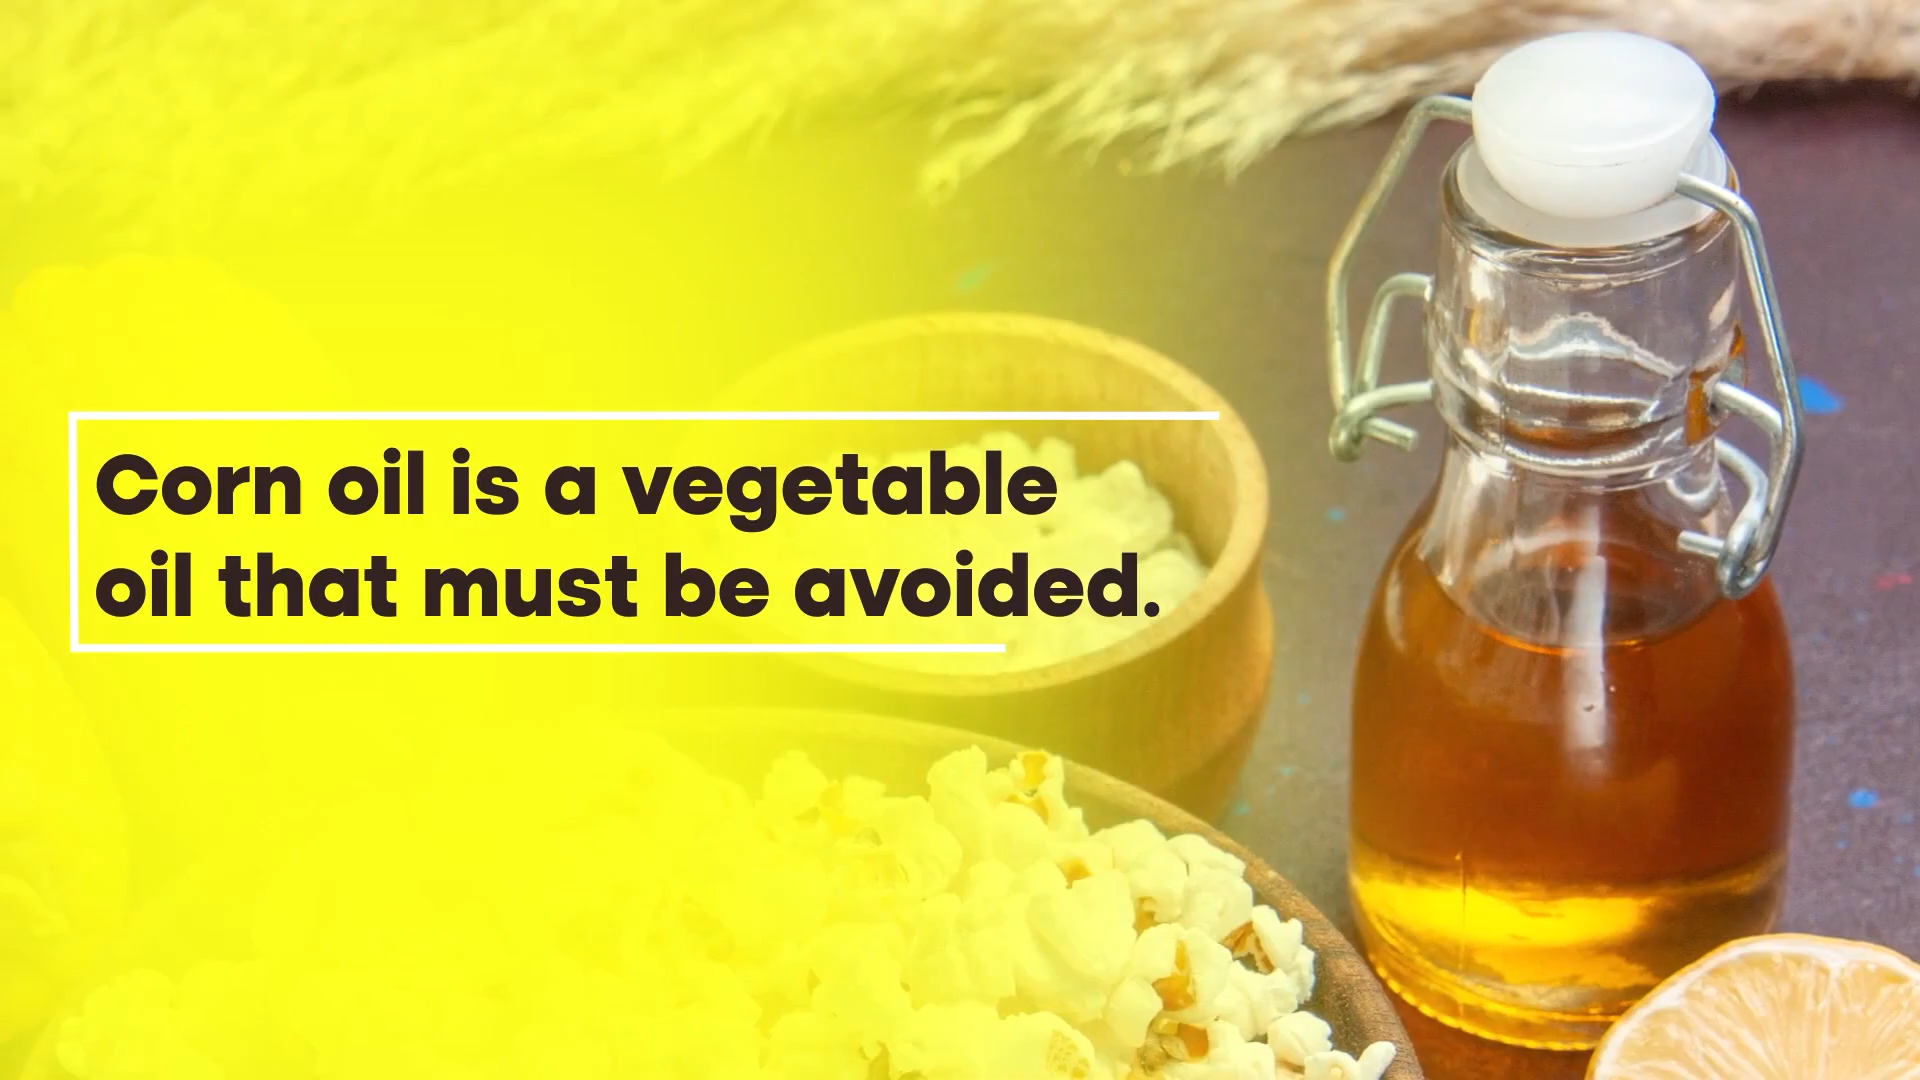 Corn oil is a vegetable
oil that must be avoided.